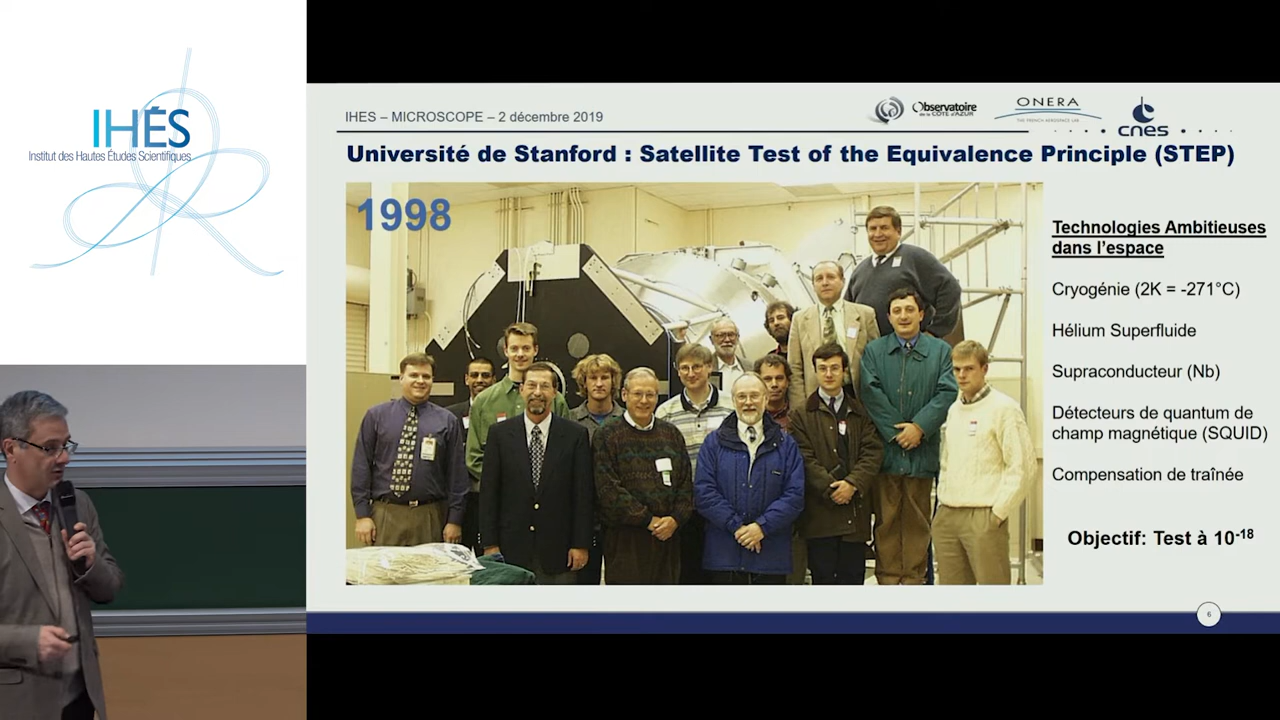 IHÉS
Institut des Hautes Études Scientifiques
IHES – MICROSCOPE – 2 décembre 2019
Observatoire
de la CÔTE d'AZUR
ONERA
THE FRENCH AEROSPACE LAB
cnes
Université de Stanford : Satellite Test of the Equivalence Principle (STEP)
1998
Technologies Ambitieuses
dans l'espace
Cryogénie (2K = -271°C)
Hélium Superfluide
Supraconducteur (Nb)
Détecteurs de quantum de
champ magnétique (SQUID)
Compensation de traînée
Objectif: Test à 10-18
6